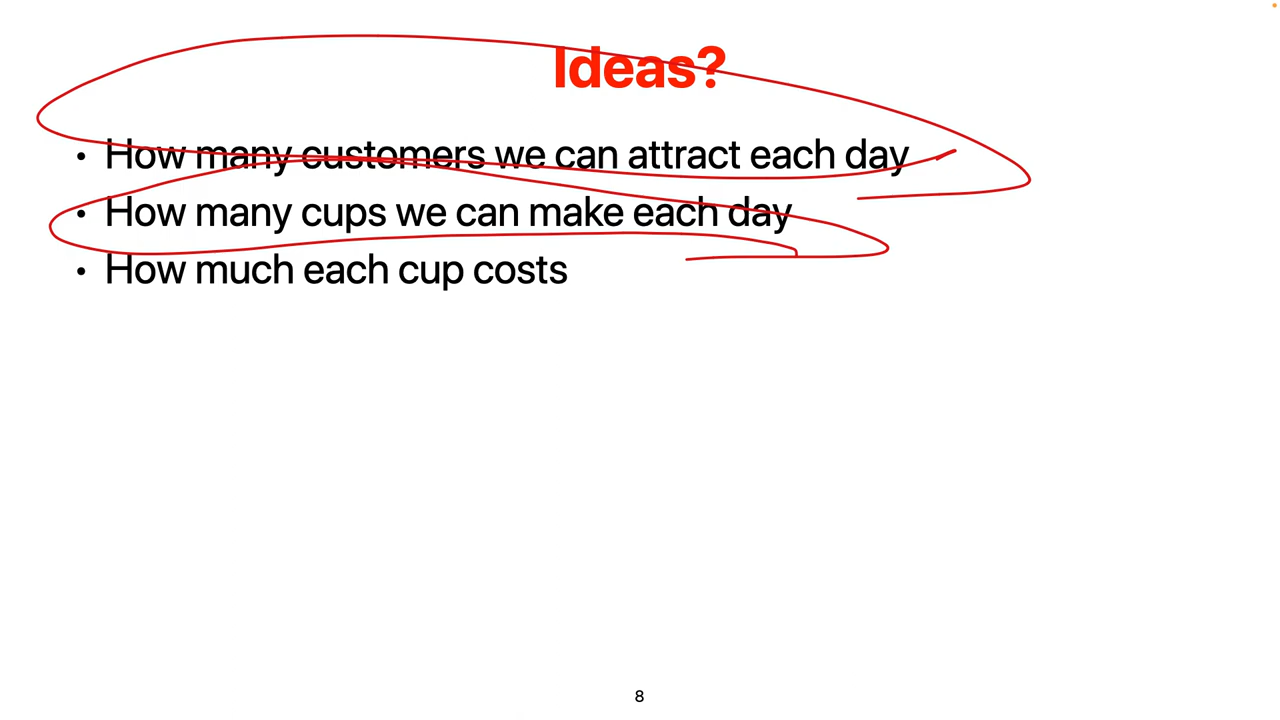 Ideas?
• How many customers we can attract each day
• How many cups we can make each day
• How much each cup costs
8